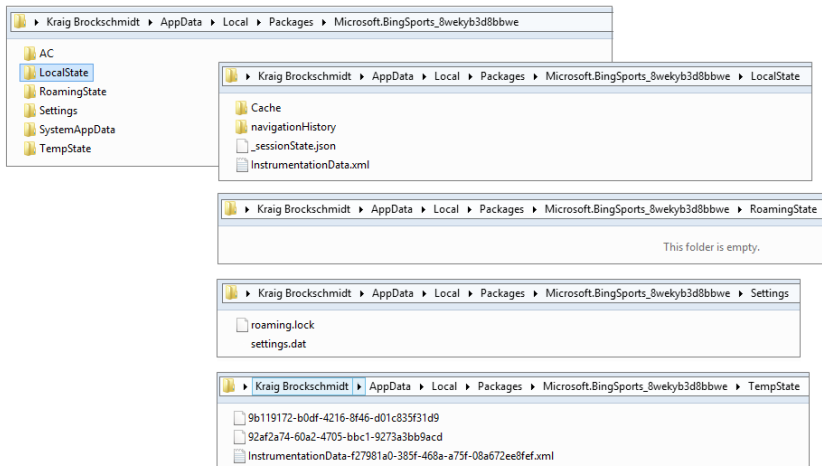 Kraig Brockschmidt ▸ AppData ▸ Local ▸ Packages ▸ Microsoft.BingSports_8wekyb3d8bbwe
AC
LocalState
RoamingState
Settings
SystemAppData
TempState
Kraig Brockschmidt ▸ AppData ▸ Local ▸ Packages ▸ Microsoft.BingSports_8wekyb3d8bbwe ▸ LocalState
Cache
navigationHistory
_sessionState.json
InstrumentationData.xml
Kraig Brockschmidt ▸ AppData ▸ Local ▸ Packages ▸ Microsoft.BingSports_8wekyb3d8bbwe ▸ RoamingState
This folder is empty.
Kraig Brockschmidt ▸ AppData ▸ Local ▸ Packages ▸ Microsoft.BingSports_8wekyb3d8bbwe ▸ Settings
roaming.lock
settings.dat
Kraig Brockschmidt ▸ AppData ▸ Local ▸ Packages ▸ Microsoft.BingSports_8wekyb3d8bbwe ▸ TempState
9b119172-b0df-4216-8f46-d01c835f31d9
92af2a74-60a2-4705-bbc1-9273a3bb9acd
InstrumentationData-f27981a0-385f-468a-a75f-08a672ee8fef.xml